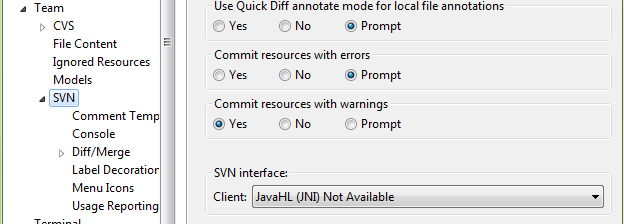 Team
CVS
File Content
Ignored Resources
Models
SVN
Comment Temp
Console
Diff/Merge
Label Decoration
Menu Icons
Usage Reporting
Terminal
Use Quick Diff annotate mode for local file annotations
Yes No Prompt
Commit resources with errors
Yes No Prompt
Commit resources with warnings
Yes No Prompt
SVN interface:
Client: JavaHL (JNI) Not Available